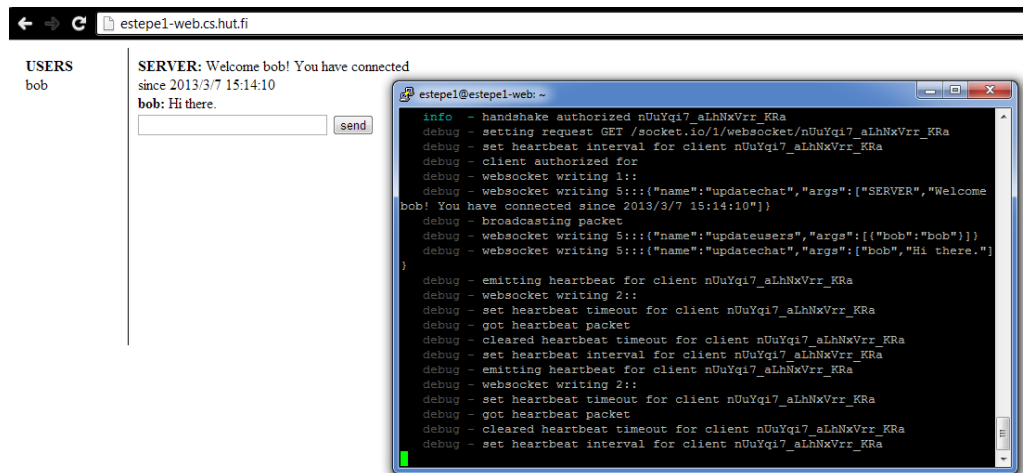 estepe1-web.cs.hut.fi
USERS
bob
SERVER: Welcome bob! You have connected
since 2013/3/7 15:14:10
bob: Hi there.
send
estepe1@estepe1-web: ~
info - handshake authorized nUuYqi7_aLhNxVrr_KRa
debug - setting request GET /socket.io/1/websocket/nUuYqi7_aLhNxVrr_KRa
debug - set heartbeat interval for client nUuYqi7_aLhNxVrr_KRa
debug - client authorized for
debug - websocket writing 1::
debug - websocket writing 5:::{"name":"updatechat","args":["SERVER","Welcome
bob! You have connected since 2013/3/7 15:14:10"]}
debug - broadcasting packet
debug - websocket writing 5:::{"name":"updateusers","args":[{"bob":"bob"}]}
debug - websocket writing 5:::{"name":"updatechat","args":["bob","Hi there."]
}
debug - emitting heartbeat for client nUuYqi7_aLhNxVrr_KRa
debug - websocket writing 2::
debug - set heartbeat timeout for client nUuYqi7_aLhNxVrr_KRa
debug - got heartbeat packet
debug - cleared heartbeat timeout for client nUuYqi7_aLhNxVrr_KRa
debug - set heartbeat interval for client nUuYqi7_aLhNxVrr_KRa
debug - emitting heartbeat for client nUuYqi7_aLhNxVrr_KRa
debug - websocket writing 2::
debug - set heartbeat timeout for client nUuYqi7_aLhNxVrr_KRa
debug - got heartbeat packet
debug - cleared heartbeat timeout for client nUuYqi7_aLhNxVrr_KRa
debug - set heartbeat interval for client nUuYqi7_aLhNxVrr_KRa